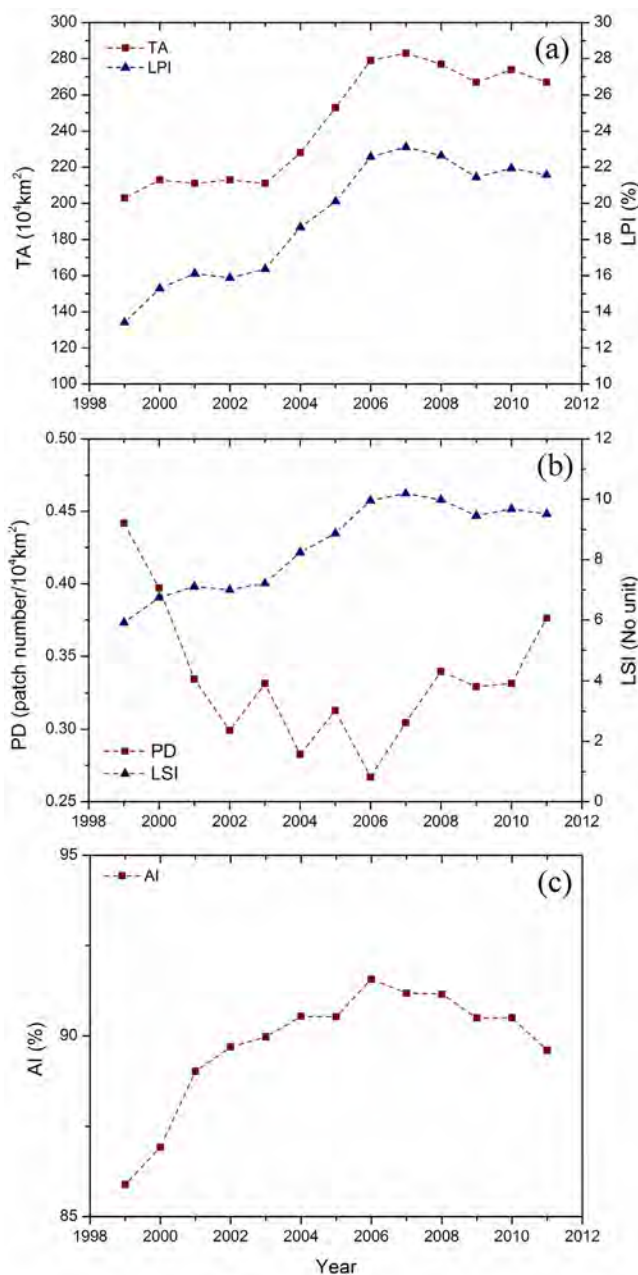 (a)
TA
LPI
300
280
260
240
220
200
180
160
140
120
100
TA (10⁴km²)
30
28
26
24
22
20
18
16
14
12
10
LPI (%)
1998 2000 2002 2004 2006 2008 2010 2012
(b)
0.50
0.45
0.40
0.35
0.30
0.25
PD (patch number/10⁴km²)
PD
LSI
12
10
8
6
4
2
0
LSI (No unit)
1998 2000 2002 2004 2006 2008 2010 2012
(c)
AI
95
90
85
AI (%)
1998 2000 2002 2004 2006 2008 2010 2012
Year